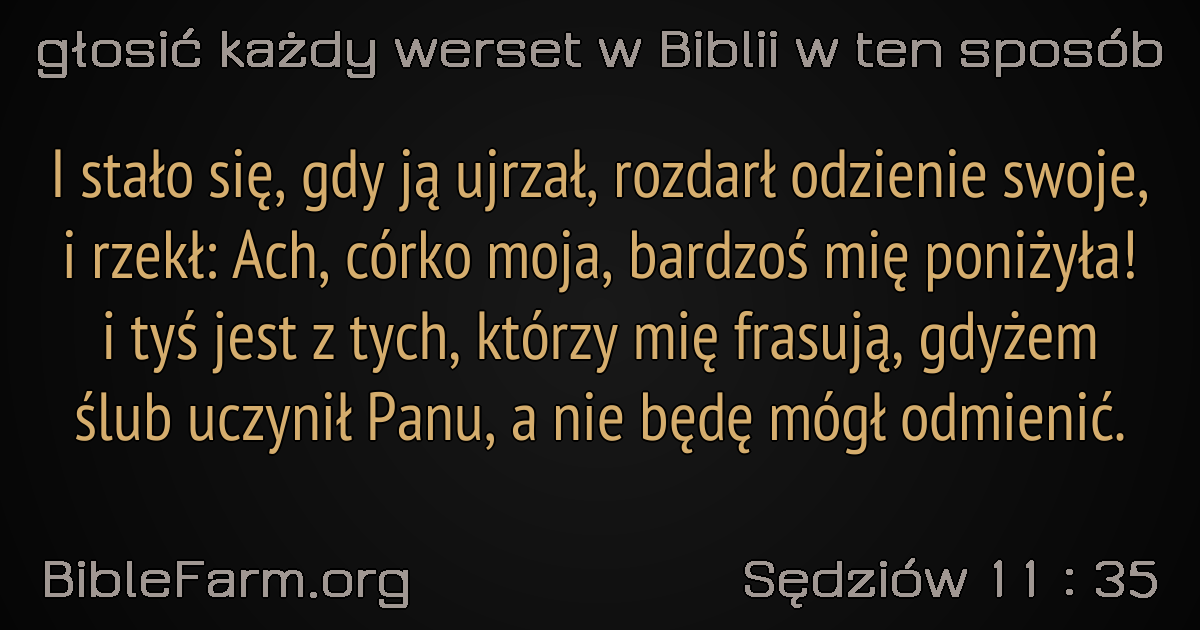 głosić każdy werset w Biblii w ten sposób
I stało się, gdy ją ujrzał, rozdarł odzienie swoje,
i rzekł: Ach, córko moja, bardzoś mię poniżyła!
i tyś jest z tych, którzy mię frasują, gdyżem
ślub uczynił Panu, a nie będę mógł odmienić.
BibleFarm.org
Sędziów 11 : 35